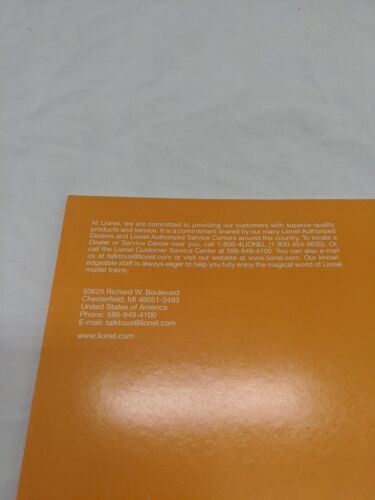 At Lionel, we are committed to providing our customers with superior-quality
products and service. It is a commitment shared by our many Lionel Authorized
Dealers and Lionel Authorized Service Centers around the country. To locate a
Dealer or Service Center near you, call 1-800-4LIONEL (1-800-454-6635). Or,
call the Lionel Customer Service Center at 586-949-4100. You can also e-mail
us at talktous@lionel.com or visit our website at www.lionel.com. Our knowl-
edgeable staff is always eager to help you fully enjoy the magical world of Lionel
model trains.
50625 Richard W. Boulevard
Chesterfield, MI 48051-2493
United States of America
Phone: 586-949-4100
E-mail: talktous@lionel.com
www.lionel.com